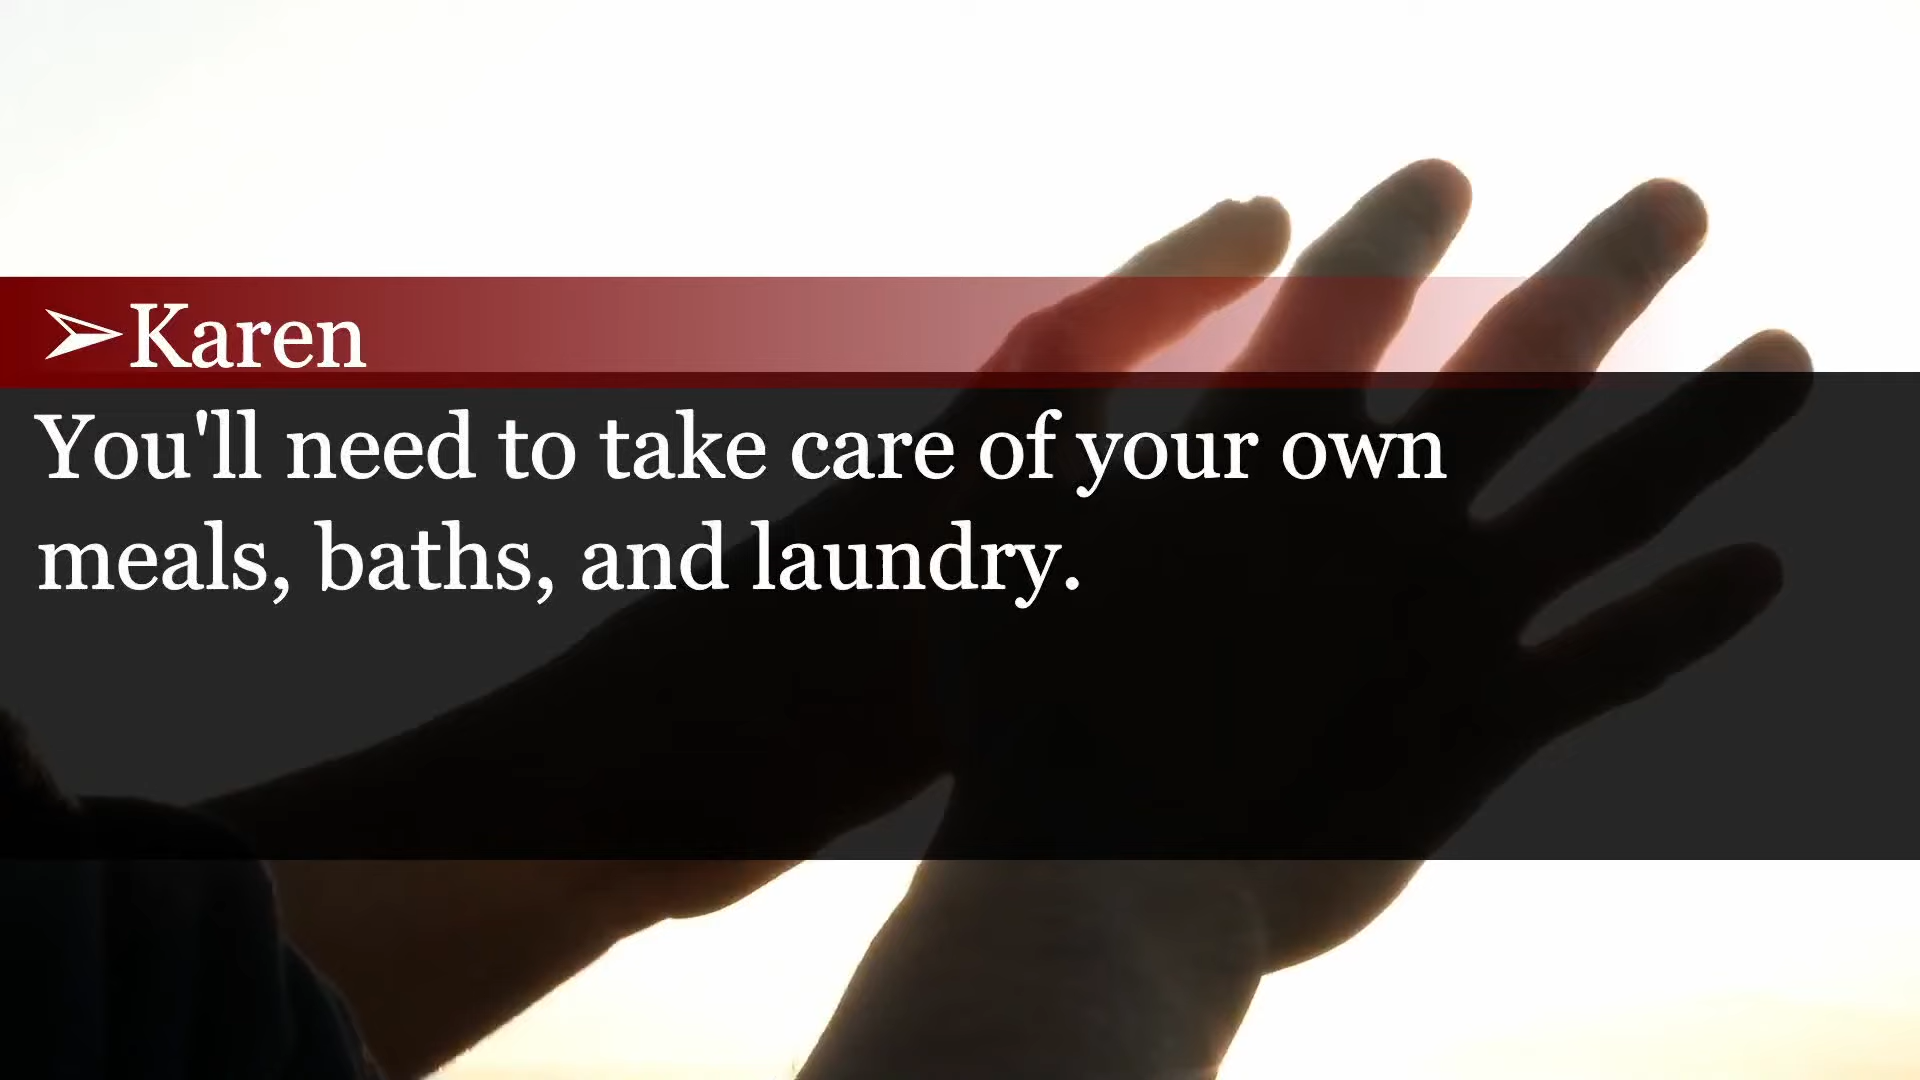 ➢Karen
You'll need to take care of your own
meals, baths, and laundry.